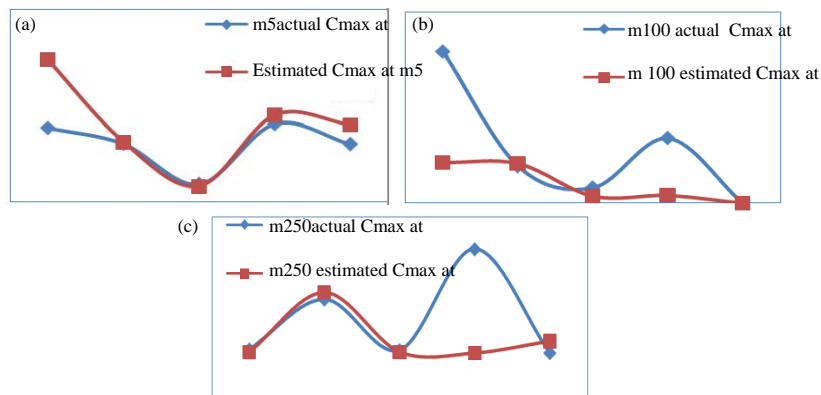 (a)
m5actual Cmax at
Estimated Cmax at m5
(b)
m100 actual Cmax at
m 100 estimated Cmax at
(c)
m250actual Cmax at
m250 estimated Cmax at